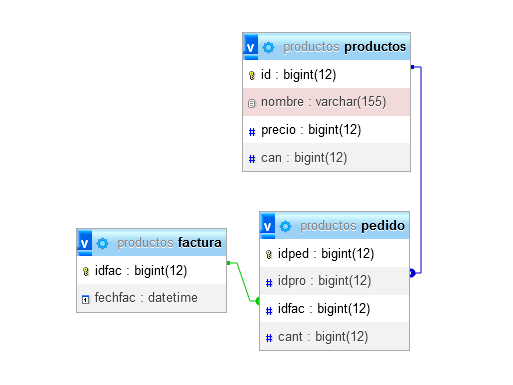 v productos productos
id : bigint(12)
nombre : varchar(155)
# precio : bigint(12)
# can : bigint(12)
v productos pedido
idped : bigint(12)
# idpro : bigint(12)
# idfac : bigint(12)
# cant : bigint(12)
v productos factura
idfac : bigint(12)
fechfac : datetime